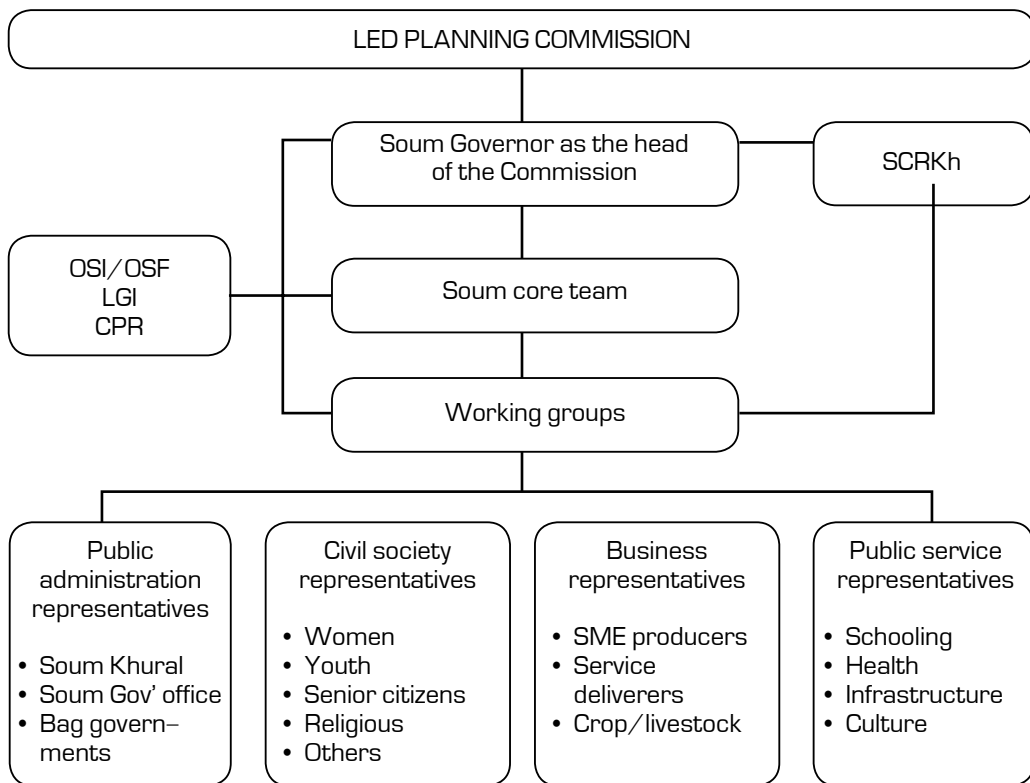 LED PLANNING COMMISSION
Soum Governor as the head
of the Commission
SCRKh
OSI/OSF
LGI
CPR
Soum core team
Working groups
Public
administration
representatives
• Soum Khural
• Soum Gov' office
• Bag govern–
ments
Civil society
representatives
• Women
• Youth
• Senior citizens
• Religious
• Others
Business
representatives
• SME producers
• Service
deliverers
• Crop/livestock
Public service
representatives
• Schooling
• Health
• Infrastructure
• Culture